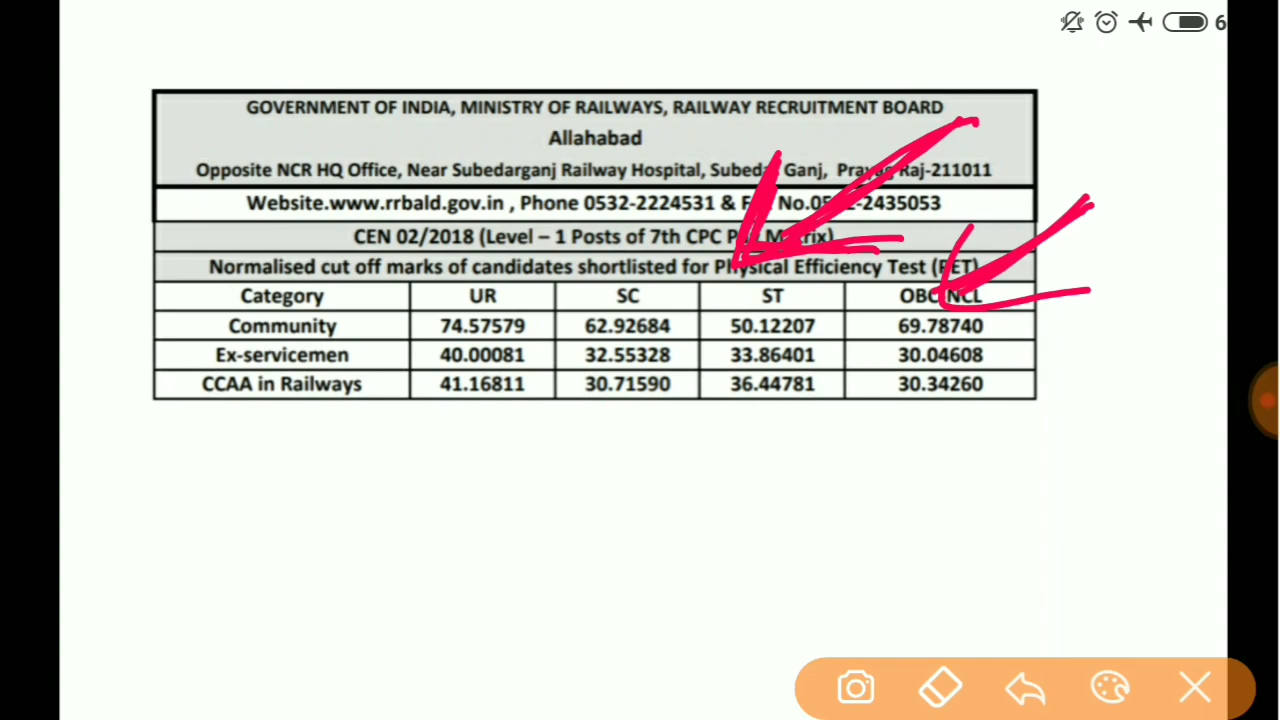 6
GOVERNMENT OF INDIA, MINISTRY OF RAILWAYS, RAILWAY RECRUITMENT BOARD
Allahabad
Opposite NCR HQ Office, Near Subedarganj Railway Hospital, Ganj, Raj-211011
Website.www.rrbald.gov.in , Phone 0532-2224531 &
CEN 02/2018 (Level – 1 Posts of 7th CPC Matrix)
Normalised cut off marks of candidates shortlisted for Physical Efficiency Test (PET)
Category UR SC ST OBC NCL
Community 74.57579 62.92684 50.12207 69.78740
Ex-servicemen 40.00081 32.55328 33.86401 30.04608
CCAA in Railways 41.16811 30.71590 36.44781 30.34260